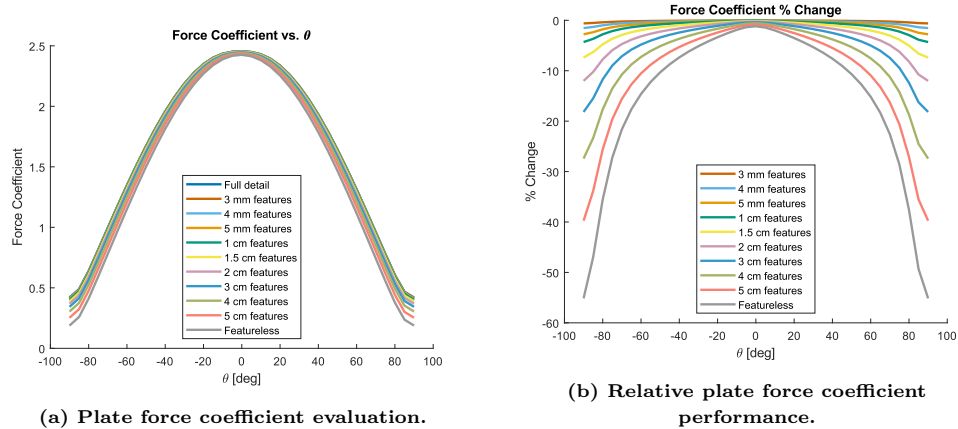 Force Coefficient vs. θ
2.5
2
1.5
1
0.5
0
Force Coefficient
-100
-80
-60
-40
-20
0
20
40
60
80
100
θ [deg]
Full detail
3 mm features
4 mm features
5 mm features
1 cm features
1.5 cm features
2 cm features
3 cm features
4 cm features
5 cm features
Featureless
(a) Plate force coefficient evaluation.
Force Coefficient % Change
0
-10
-20
-30
-40
-50
-60
% Change
-100
-80
-60
-40
-20
0
20
40
60
80
100
θ [deg]
3 mm features
4 mm features
5 mm features
1 cm features
1.5 cm features
2 cm features
3 cm features
4 cm features
5 cm features
Featureless
(b) Relative plate force coefficient
performance.